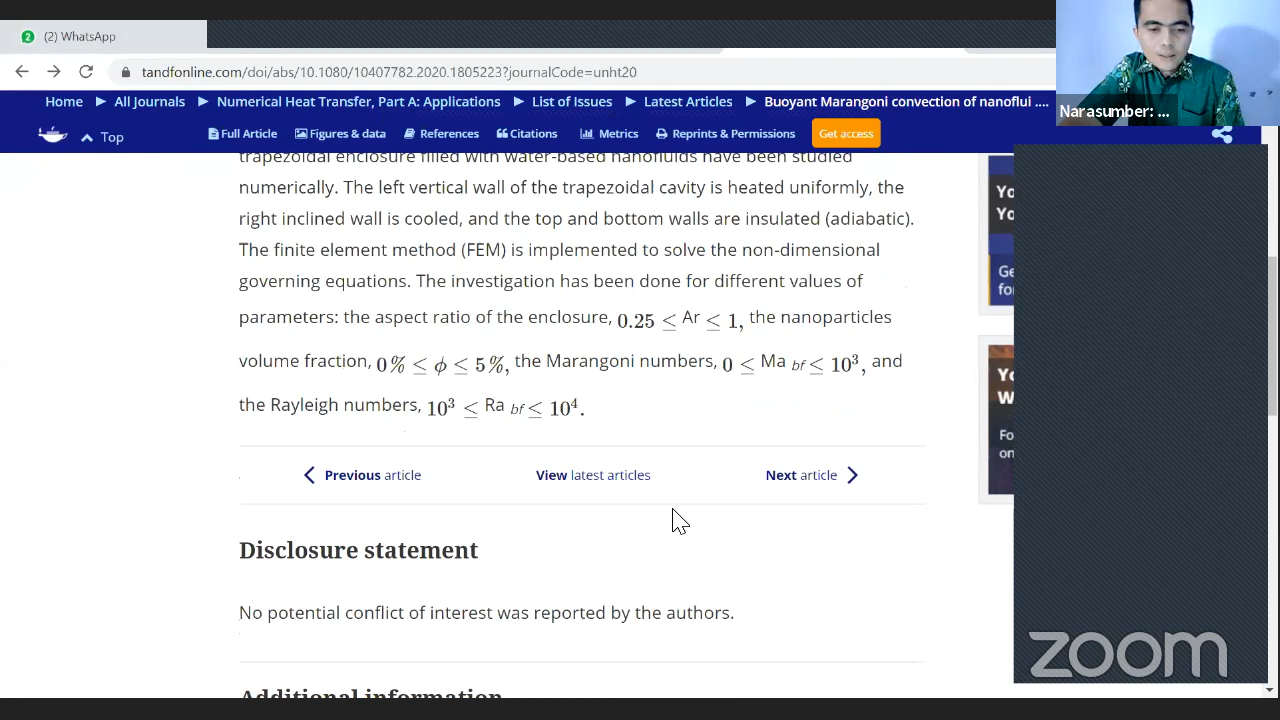 (2) WhatsApp
tandfonline.com/doi/abs/10.1080/10407782.2020.1805223?journalCode=unht20
Narasumber: ...
Home ▶ All Journals ▶ Numerical Heat Transfer, Part A: Applications ▶ List of Issues ▶ Latest Articles ▶ Buoyant Marangoni convection of nanoflui ....
Top Full Article Figures & data References Citations Metrics Reprints & Permissions Get access
trapezoidal enclosure filled with water-based nanofluids have been studied
numerically. The left vertical wall of the trapezoidal cavity is heated uniformly, the
right inclined wall is cooled, and the top and bottom walls are insulated (adiabatic).
The finite element method (FEM) is implemented to solve the non-dimensional
governing equations. The investigation has been done for different values of
parameters: the aspect ratio of the enclosure, 0.25 ≤ Ar ≤ 1, the nanoparticles
volume fraction, 0% ≤ ϕ ≤ 5%, the Marangoni numbers, 0 ≤ Ma bf ≤ 10³, and
the Rayleigh numbers, 10³ ≤ Ra bf ≤ 10⁴.
Previous article View latest articles Next article
Disclosure statement
No potential conflict of interest was reported by the authors.
Additional information
zoom